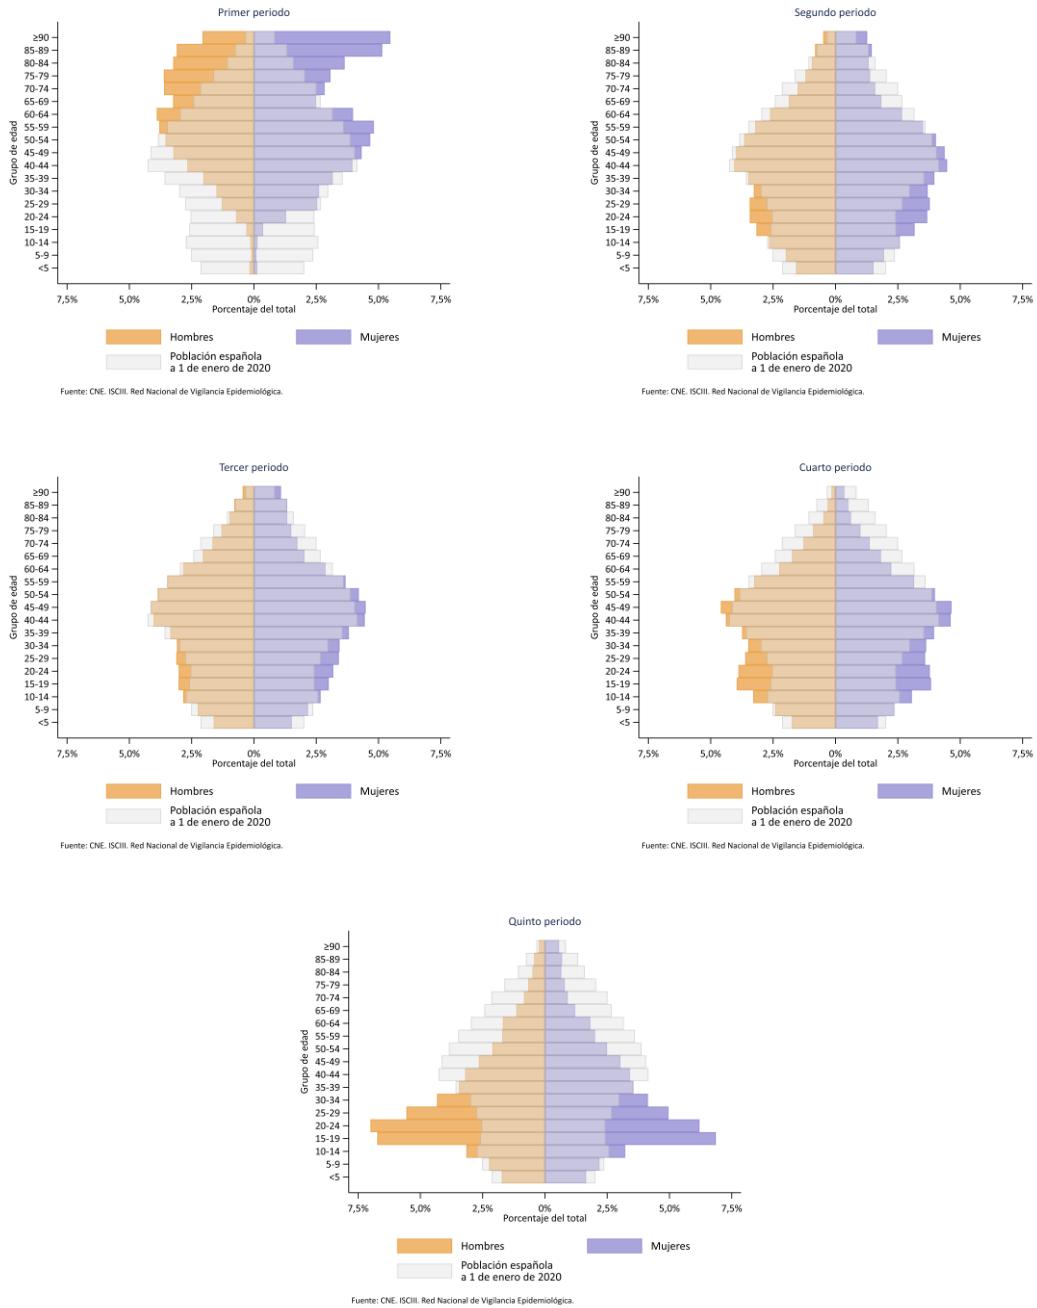 Primer periodo
Grupo de edad
≥90
85-89
80-84
75-79
70-74
65-69
60-64
55-59
50-54
45-49
40-44
35-39
30-34
25-29
20-24
15-19
10-14
5-9
<5
7,5% 5,0% 2,5% 0% 2,5% 5,0% 7,5%
Porcentaje del total
Hombres Mujeres
Población española
a 1 de enero de 2020
Fuente: CNE. ISCIII. Red Nacional de Vigilancia Epidemiológica.
Segundo periodo
Grupo de edad
≥90
85-89
80-84
75-79
70-74
65-69
60-64
55-59
50-54
45-49
40-44
35-39
30-34
25-29
20-24
15-19
10-14
5-9
<5
7,5% 5,0% 2,5% 0% 2,5% 5,0% 7,5%
Porcentaje del total
Hombres Mujeres
Población española
a 1 de enero de 2020
Fuente: CNE. ISCIII. Red Nacional de Vigilancia Epidemiológica.
Tercer periodo
Grupo de edad
≥90
85-89
80-84
75-79
70-74
65-69
60-64
55-59
50-54
45-49
40-44
35-39
30-34
25-29
20-24
15-19
10-14
5-9
<5
7,5% 5,0% 2,5% 0% 2,5% 5,0% 7,5%
Porcentaje del total
Hombres Mujeres
Población española
a 1 de enero de 2020
Fuente: CNE. ISCIII. Red Nacional de Vigilancia Epidemiológica.
Cuarto periodo
Grupo de edad
≥90
85-89
80-84
75-79
70-74
65-69
60-64
55-59
50-54
45-49
40-44
35-39
30-34
25-29
20-24
15-19
10-14
5-9
<5
7,5% 5,0% 2,5% 0% 2,5% 5,0% 7,5%
Porcentaje del total
Hombres Mujeres
Población española
a 1 de enero de 2020
Fuente: CNE. ISCIII. Red Nacional de Vigilancia Epidemiológica.
Quinto periodo
Grupo de edad
≥90
85-89
80-84
75-79
70-74
65-69
60-64
55-59
50-54
45-49
40-44
35-39
30-34
25-29
20-24
15-19
10-14
5-9
<5
7,5% 5,0% 2,5% 0% 2,5% 5,0% 7,5%
Porcentaje del total
Hombres Mujeres
Población española
a 1 de enero de 2020
Fuente: CNE. ISCIII. Red Nacional de Vigilancia Epidemiológica.